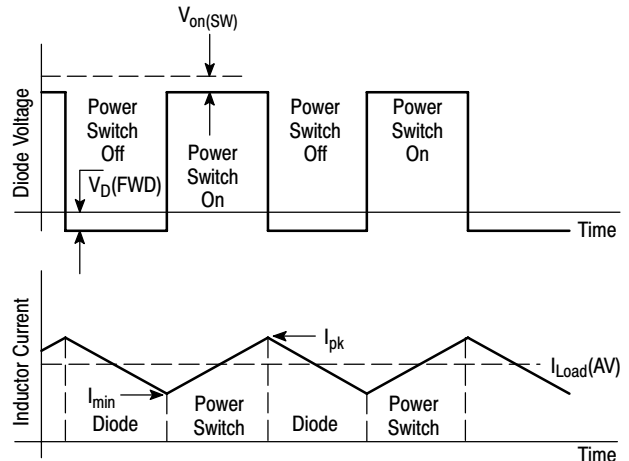 Von(SW)
Diode Voltage
Power
Switch
Off
Power
Switch
On
Power
Switch
Off
Power
Switch
On
VD(FWD)
Time
Inductor Current
Ipk
ILoad(AV)
Imin
Diode
Power
Switch
Diode
Power
Switch
Time